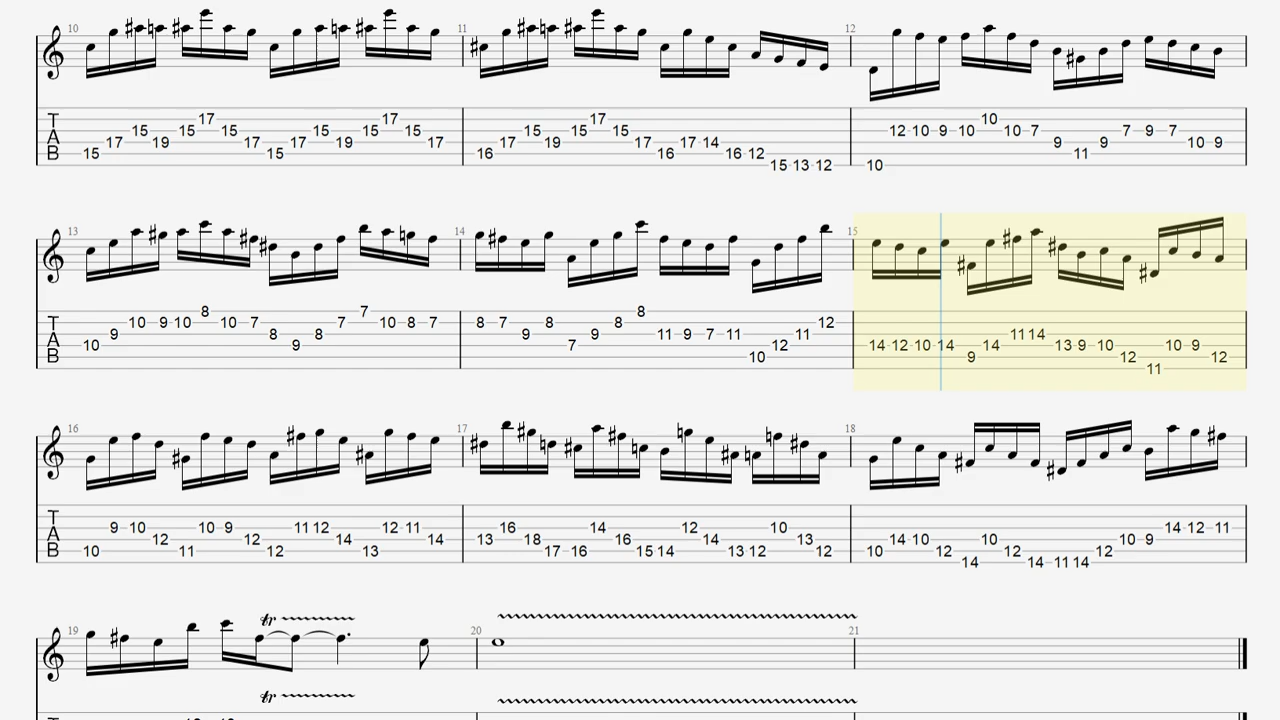 10 11 12
17 10
15 15 15 15 15 15 15 17 15 12 10 9 10 10 7 7 9 7
17 19 17 19 17 17 19 17 17 14 9 9 10 9
15 15 16 16 16 12 11
15 13 12 10
13 14 15
8 7 8
10 9 10 10 7 7 10 8 7 8 7 8 8 12
9 8 8 9 9 11 9 7 11 11 11 14
10 9 7 12 14 12 10 14 14 13 9 10 10 9
10 9 12 12
11
16 17 18
9 10 10 9 11 12 12 11 16 14 12 10 14 12 11
12 12 14 14 13 18 16 14 13 14 10 10 10
10 11 12 13 17 16 15 14 13 12 12 10 12 12 12 9
14 14 11 14
19 20 21
tr
tr